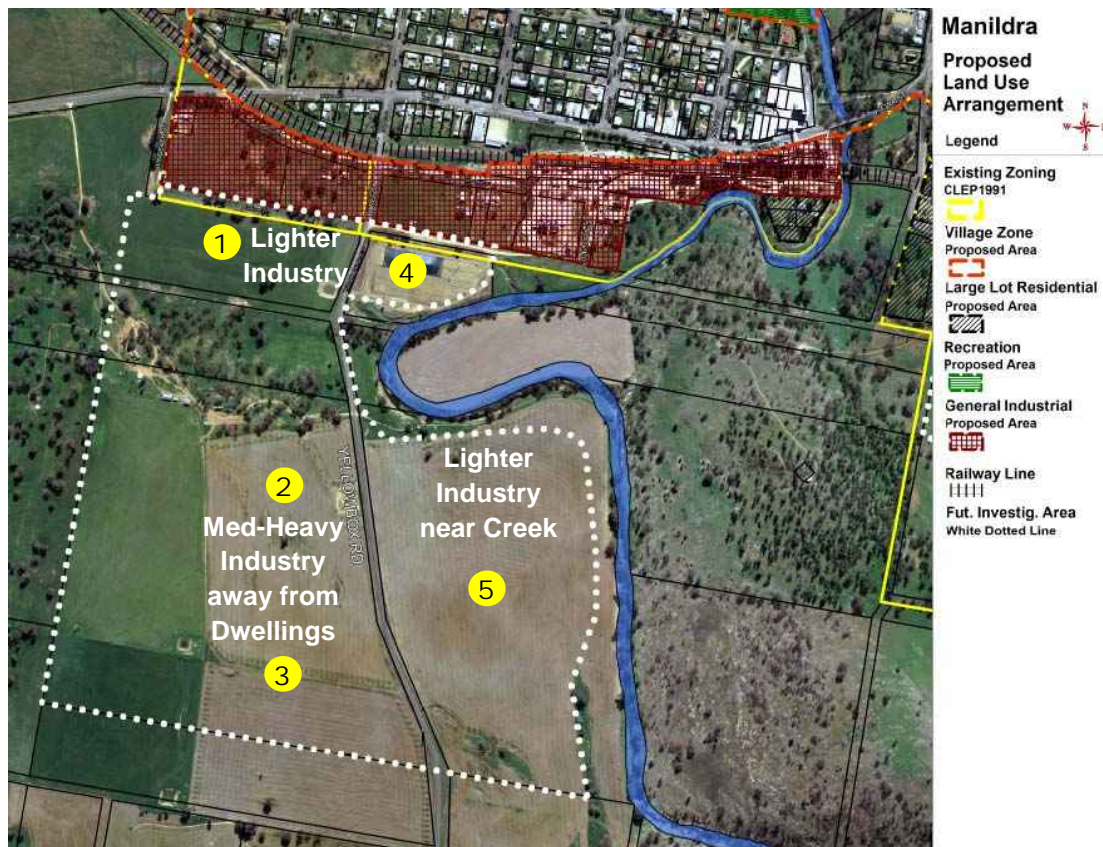 Manildra
Proposed
Land Use
Arrangement
N
W
S
Legend
Existing Zoning
CLEP1991
Village Zone
Proposed Area
Large Lot Residential
Proposed Area
Recreation
Proposed Area
General Industrial
Proposed Area
Railway Line
Fut. Investig. Area
White Dotted Line
1 Lighter
Industry
4
2
Med-Heavy
Industry
away from
Dwellings
3
YELLOW BOX RD
Lighter
Industry
near Creek
5